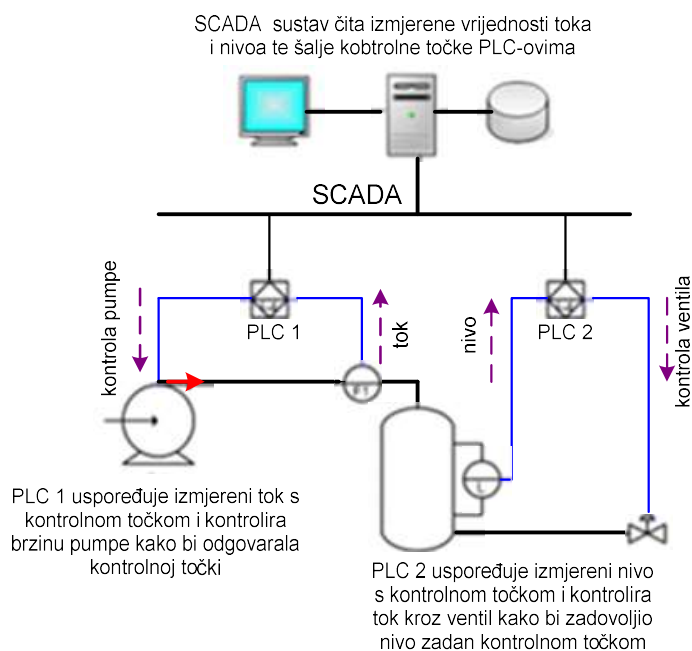 SCADA sustav čita izmjerene vrijednosti toka
i nivoa te šalje kobtrolne točke PLC-ovima
SCADA
kontrola pumpe
PLC 1
tok
nivo
PLC 2
kontrola ventila
F1
L
PLC 1 uspoređuje izmjereni tok s
kontrolnom točkom i kontrolira
brzinu pumpe kako bi odgovarala
kontrolnoj točki
PLC 2 uspoređuje izmjereni nivo
s kontrolnom točkom i kontrolira
tok kroz ventil kako bi zadovoljio
nivo zadan kontrolnom točkom